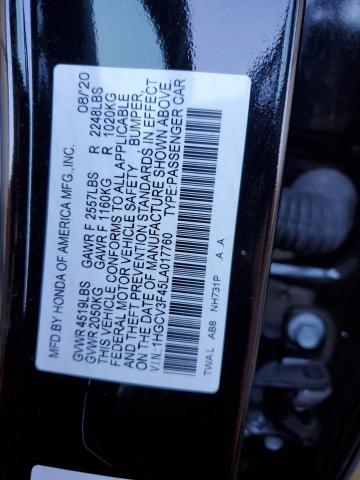 MFD.BY HONDA OF AMERICA MFG.,INC. 08/20
GVWR 4519LBS GAWR F 2557LBS R 2248LBS
GVWR 2050KG GAWR F 1160KG R 1020KG
THIS VEHICLE CONFORMS TO ALL APPLICABLE
FEDERAL MOTOR VEHICLE SAFETY BUMPER,
AND THEFT PREVENTION STANDARDS IN EFFECT
ON THE DATE OF MANUFACTURE SHOWN ABOVE.
V.I.N.:1HGCV3F45LA017760 TYPE:PASSENGER CAR
TWAL AB8 NH731P A A